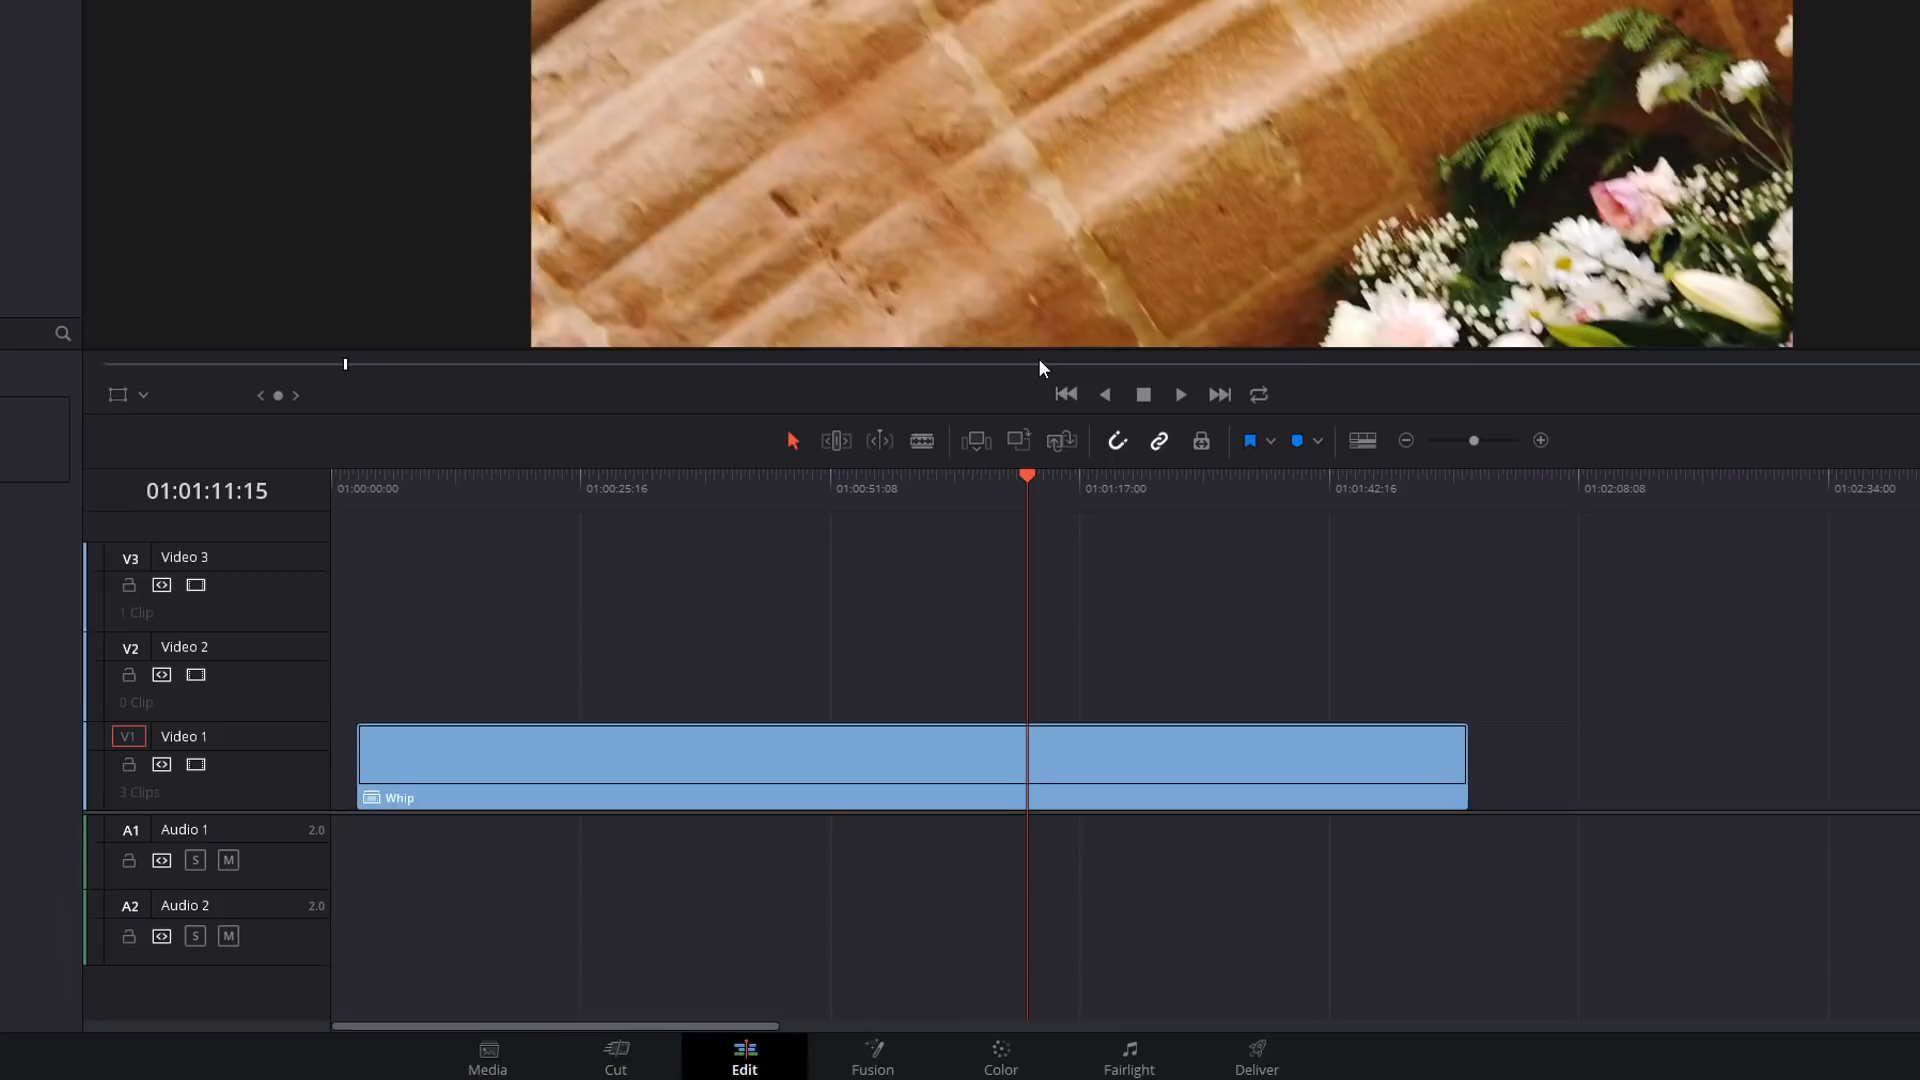 01:01:11:15
01:00:00:00
01:00:25:16
01:00:51:08
01:01:17:00
01:01:42:16
01:02:08:08
01:02:34:00
V3 Video 3
1 Clip
V2 Video 2
0 Clip
V1 Video 1
3 Clips
Whip
A1 Audio 1 2.0
S M
A2 Audio 2 2.0
S M
Media Cut Edit Fusion Color Fairlight Deliver